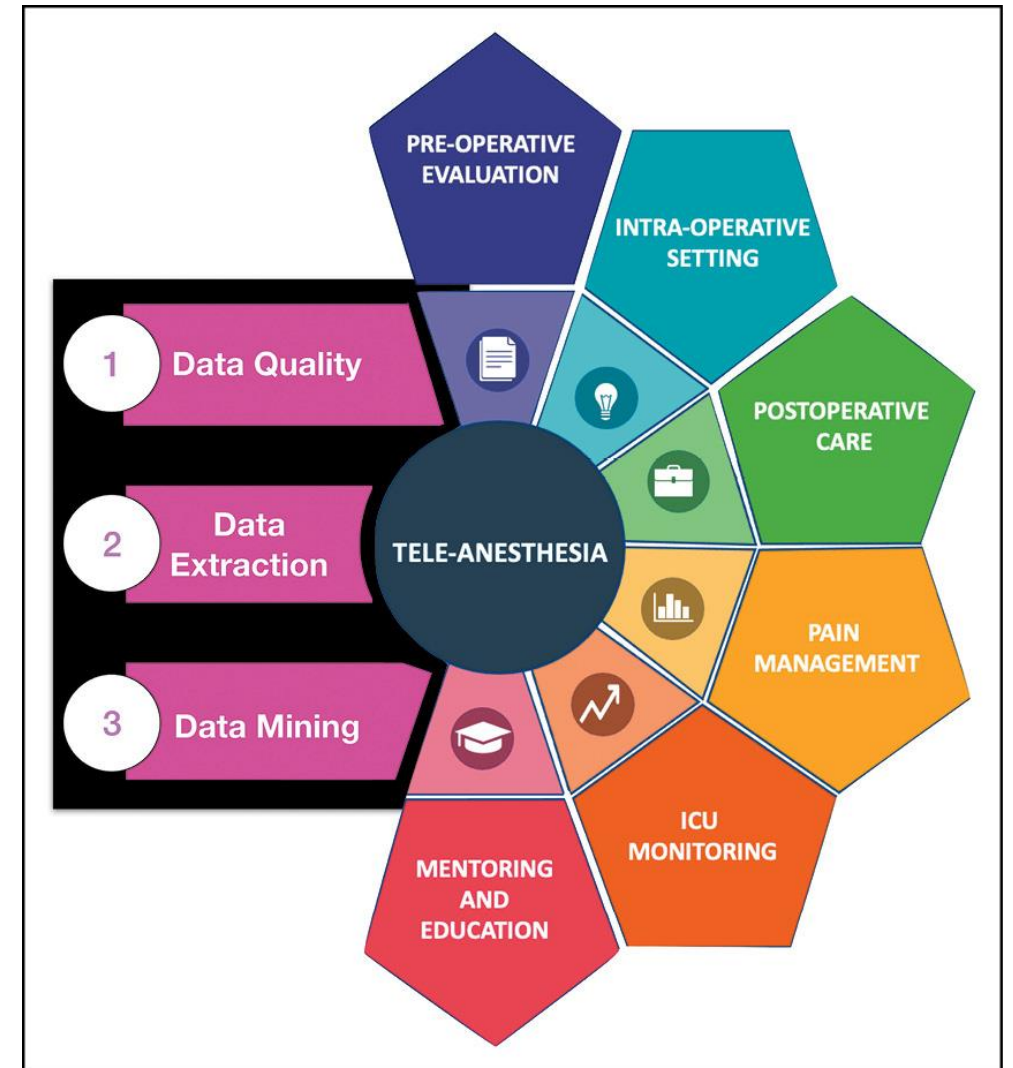 PRE-OPERATIVE
EVALUATION
INTRA-OPERATIVE
SETTING
POSTOPERATIVE
CARE
PAIN
MANAGEMENT
ICU
MONITORING
MENTORING
AND
EDUCATION
TELE-ANESTHESIA
1
Data Quality
2
Data
Extraction
3
Data Mining